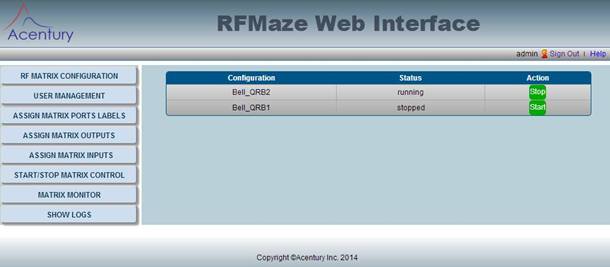 Acentury
RFMaze Web Interface
admin Sign Out | Help
RF MATRIX CONFIGURATION
USER MANAGEMENT
ASSIGN MATRIX PORTS LABELS
ASSIGN MATRIX OUTPUTS
ASSIGN MATRIX INPUTS
START/STOP MATRIX CONTROL
MATRIX MONITOR
SHOW LOGS
Configuration Status Action
Bell_QRB2 running Stop
Bell_QRB1 stopped Start
Copyright ©Acentury Inc. 2014